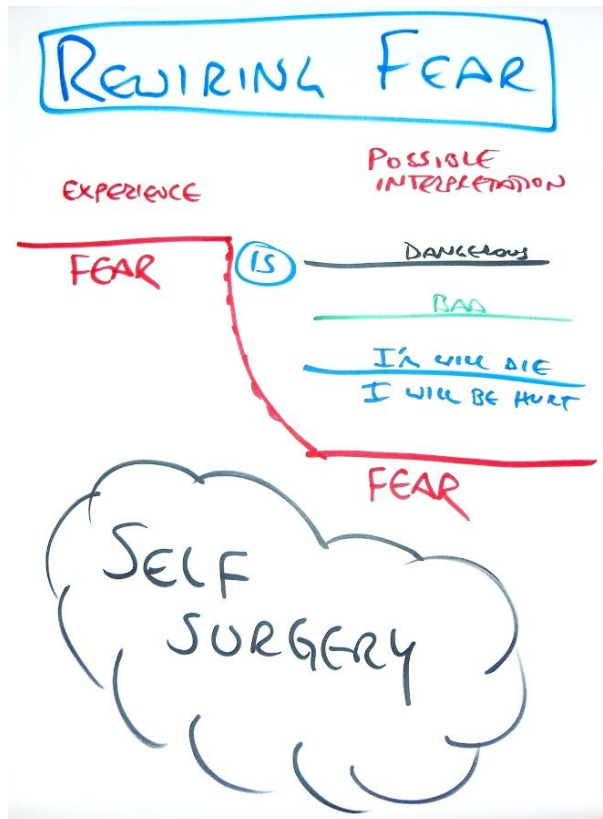 REWIRING FEAR
EXPERIENCE
POSSIBLE
INTERPRETATION
FEAR
IS
DANGEROUS
BAD
I'M WILL DIE
I WILL BE HURT
FEAR
SELF
SURGERY